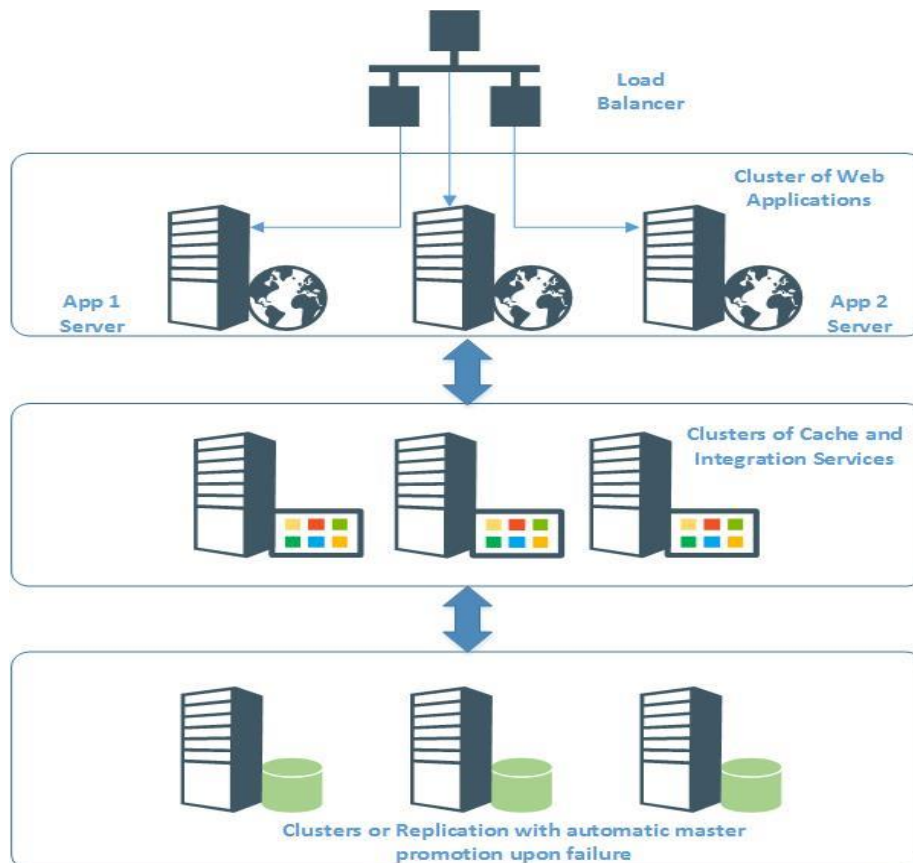 Load
Balancer
Cluster of Web
Applications
App 1
Server
App 2
Server
Clusters of Cache and
Integration Services
Clusters or Replication with automatic master
promotion upon failure